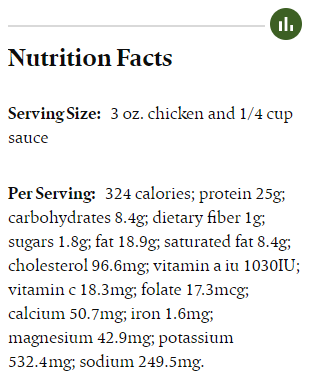 Nutrition Facts
Serving Size: 3 oz. chicken and 1/4 cup
sauce
Per Serving: 324 calories; protein 25g;
carbohydrates 8.4g; dietary fiber 1g;
sugars 1.8g; fat 18.9g; saturated fat 8.4g;
cholesterol 96.6mg; vitamin a iu 1030IU;
vitamin c 18.3mg; folate 17.3mcg;
calcium 50.7mg; iron 1.6mg;
magnesium 42.9mg; potassium
532.4mg; sodium 249.5mg.